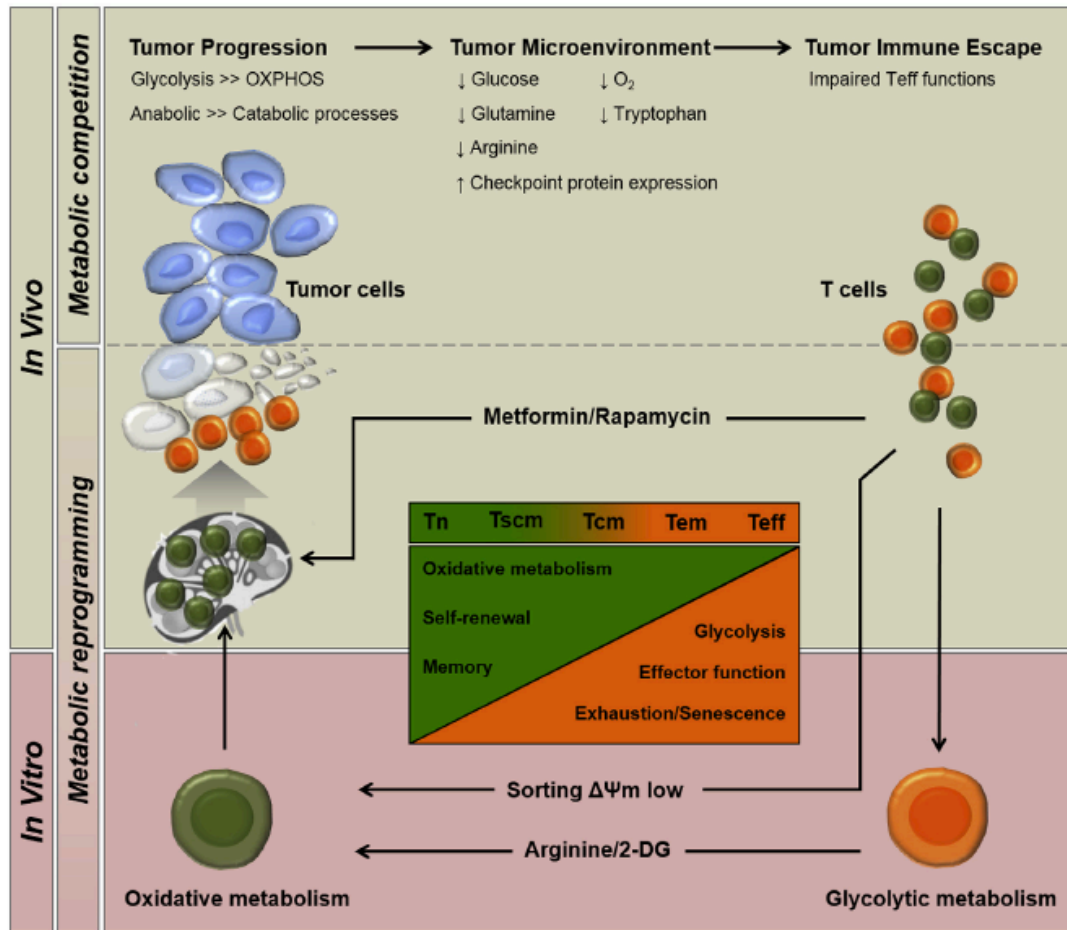 In Vivo
Metabolic competition
Tumor Progression
Glycolysis >> OXPHOS
Anabolic >> Catabolic processes
Tumor Microenvironment
↓ Glucose
↓ O₂
↓ Glutamine
↓ Tryptophan
↓ Arginine
↑ Checkpoint protein expression
Tumor Immune Escape
Impaired Teff functions
Tumor cells
T cells
Metabolic reprogramming
Metformin/Rapamycin
Tn Tscm Tcm Tem Teff
Oxidative metabolism
Self-renewal
Memory
Glycolysis
Effector function
Exhaustion/Senescence
In Vitro
Sorting ΔΨm low
Arginine/2-DG
Oxidative metabolism
Glycolytic metabolism